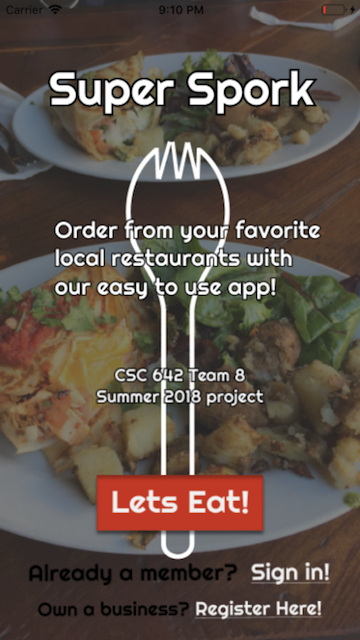 Carrier 9:10 PM
Super Spork
Order from your favorite
local restaurants with
our easy to use app!
CSC 642 Team 8
Summer 2018 project
Lets Eat!
Already a member? Sign in!
Own a business? Register Here!